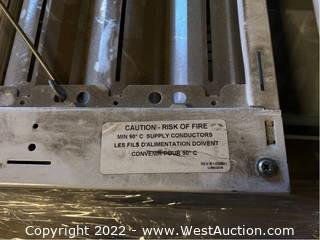 CAUTION - RISK OF FIRE
MIN 90° C SUPPLY CONDUCTORS
LES FILS D'ALIMENTATION DOIVENT
CONVENIR POUR 90° C
Copyright 2022 - WestAuction.com